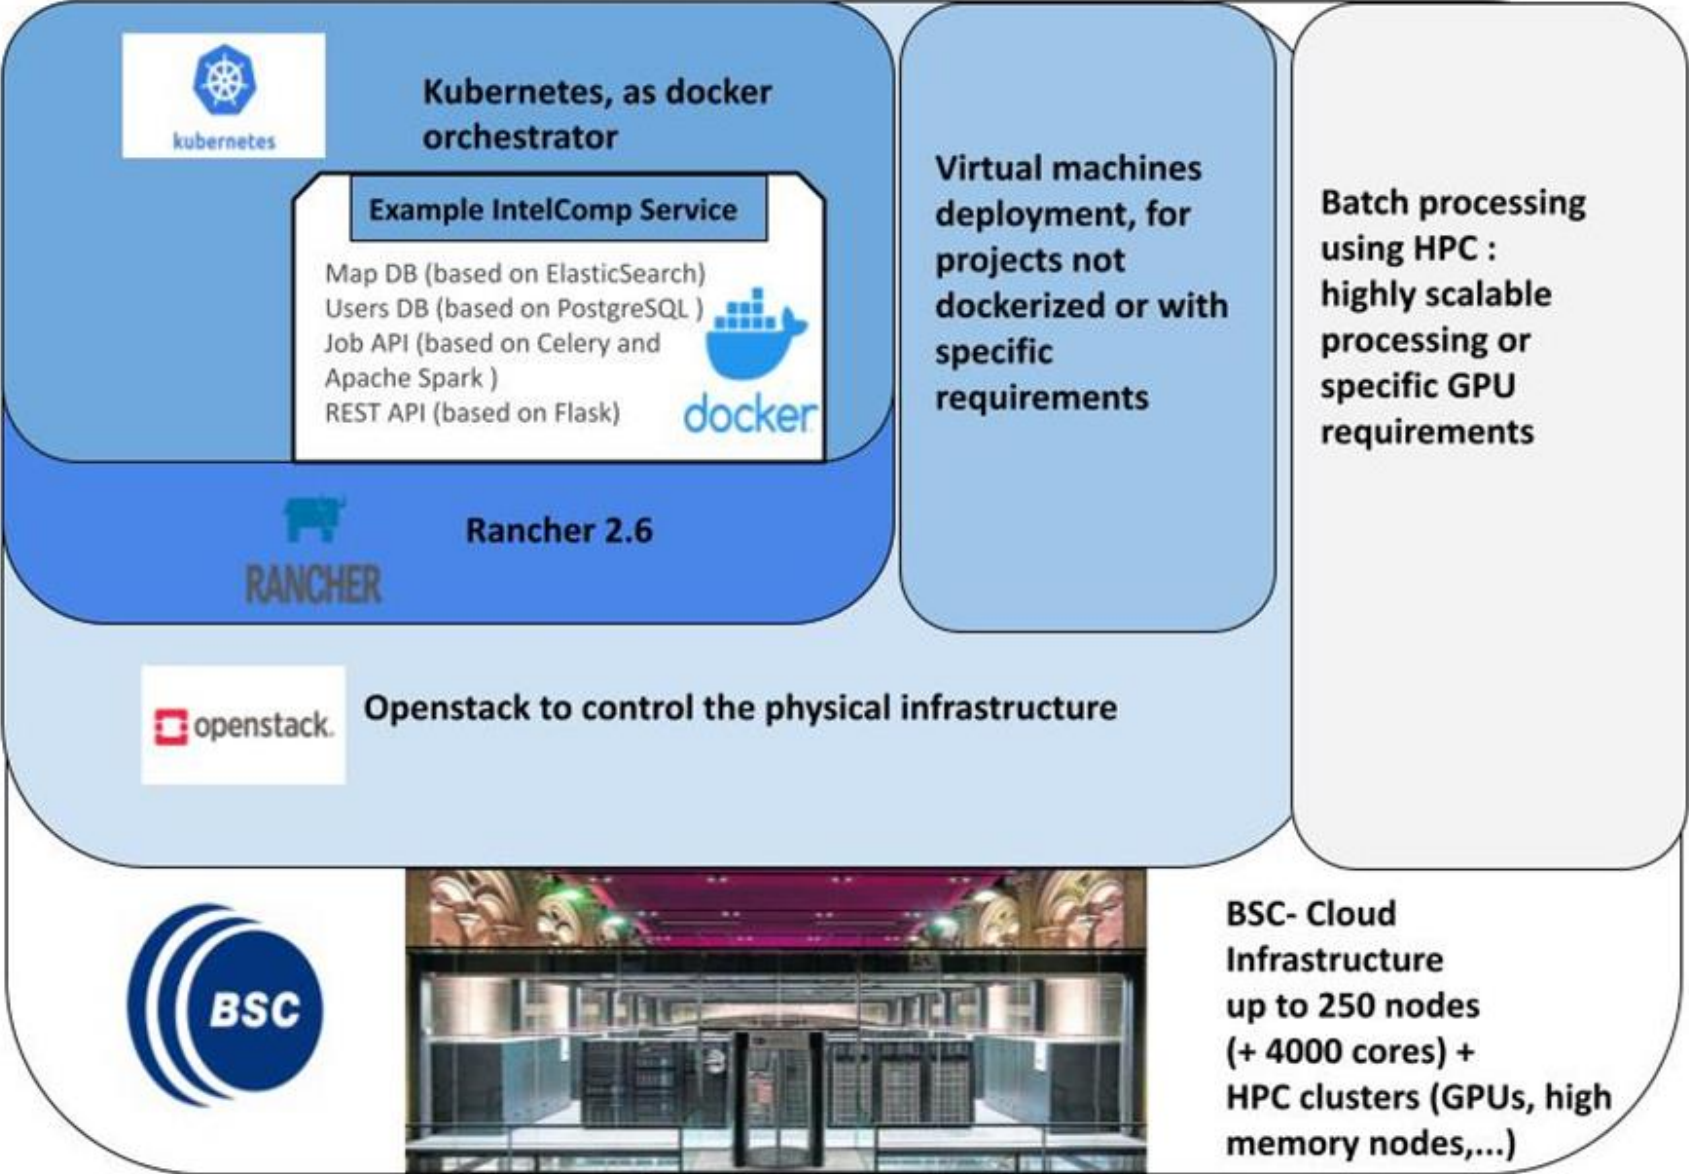 kubernetes
Kubernetes, as docker
orchestrator
Example IntelComp Service
Map DB (based on ElasticSearch)
Users DB (based on PostgreSQL )
Job API (based on Celery and
Apache Spark )
REST API (based on Flask)
docker
Virtual machines
deployment, for
projects not
dockerized or with
specific
requirements
Batch processing
using HPC :
highly scalable
processing or
specific GPU
requirements
RANCHER
Rancher 2.6
openstack.
Openstack to control the physical infrastructure
BSC
BSC- Cloud
Infrastructure
up to 250 nodes
(+ 4000 cores) +
HPC clusters (GPUs, high
memory nodes,...)